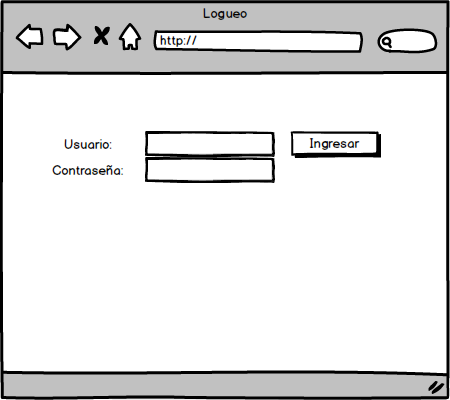 Logueo
http://
Usuario:
Ingresar
Contraseña: